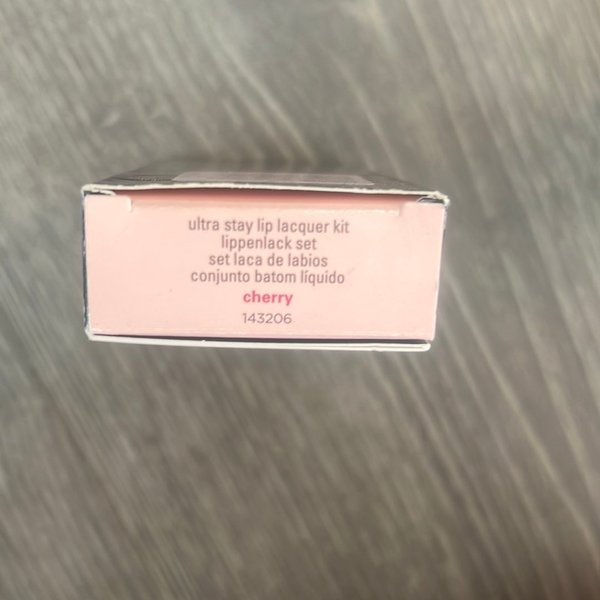 ultra stay lip lacquer kit
lippenlack set
set laca de labios
conjunto batom líquido
cherry
143206